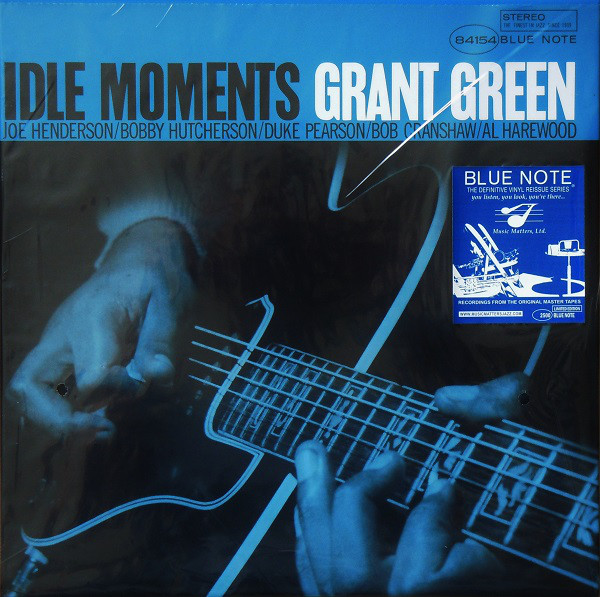 STEREO
84154 BLUE NOTE
IDLE MOMENTS GRANT GREEN
JOE HENDERSON/BOBBY HUTCHERSON/DUKE PEARSON/BOB CRANSHAW/AL HAREWOOD
BLUE NOTE
THE DEFINITIVE VINYL REISSUE SERIES
you listen, you look, you're there...
Music Matters, Ltd.
RECORDINGS FROM THE ORIGINAL MASTER TAPES
WWW.MUSICMATTERSJAZZ.COM
2500 LIMITED EDITION
BLUE NOTE